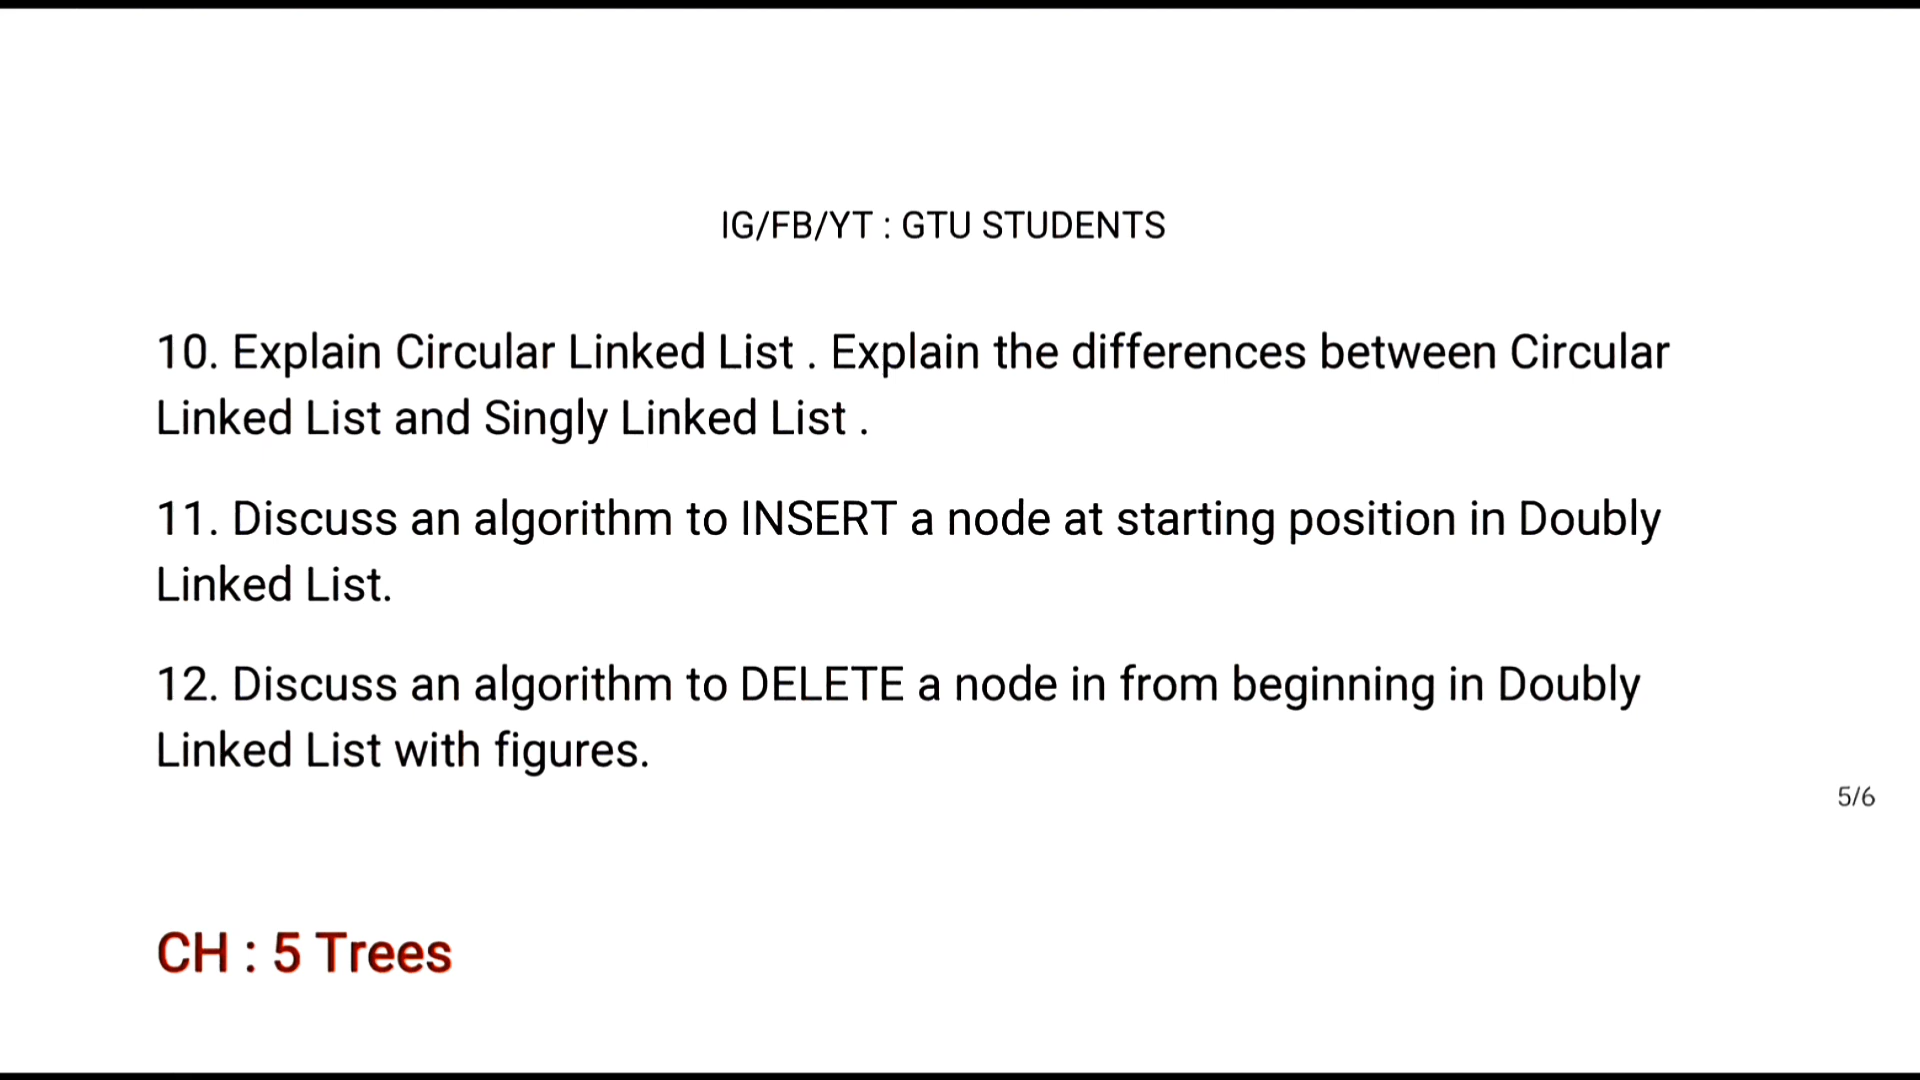 IG/FB/YT : GTU STUDENTS
10. Explain Circular Linked List . Explain the differences between Circular
Linked List and Singly Linked List .
11. Discuss an algorithm to INSERT a node at starting position in Doubly
Linked List.
12. Discuss an algorithm to DELETE a node in from beginning in Doubly
Linked List with figures.
5/6
CH : 5 Trees